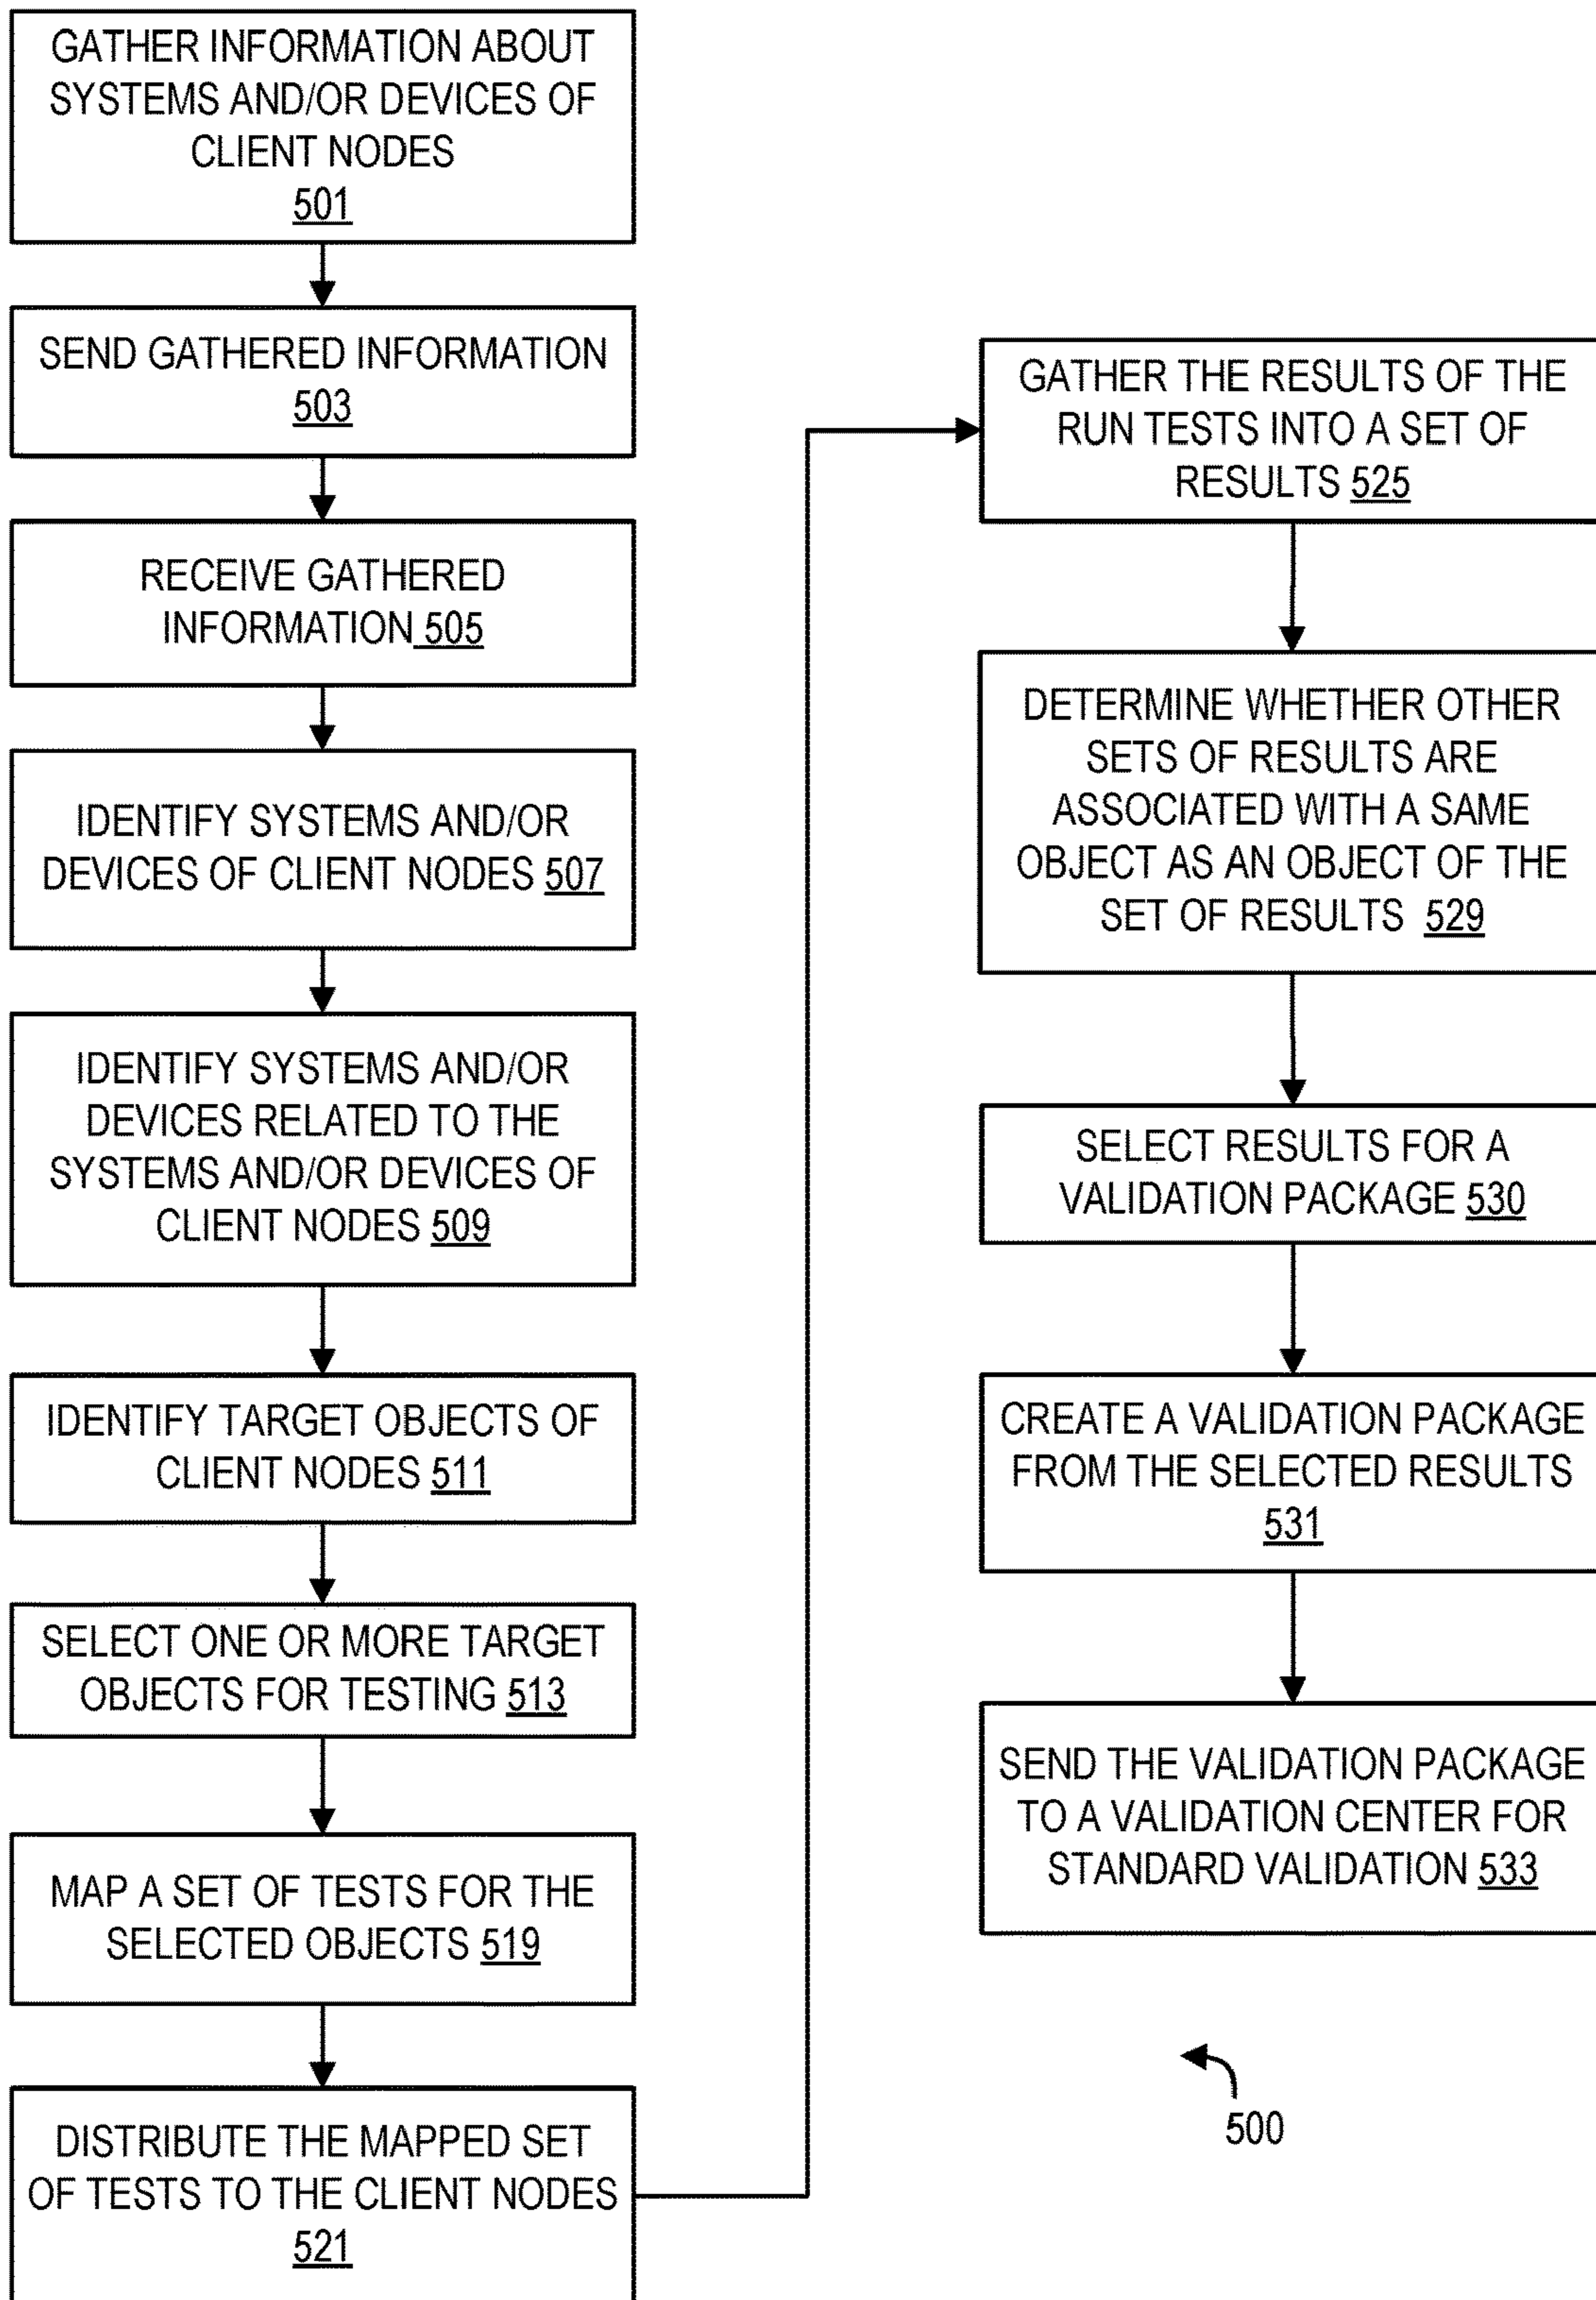 GATHER INFORMATION ABOUT
SYSTEMS AND/OR DEVICES OF
CLIENT NODES
501
SEND GATHERED INFORMATION
503
RECEIVE GATHERED
INFORMATION 505
IDENTIFY SYSTEMS AND/OR
DEVICES OF CLIENT NODES 507
IDENTIFY SYSTEMS AND/OR
DEVICES RELATED TO THE
SYSTEMS AND/OR DEVICES OF
CLIENT NODES 509
IDENTIFY TARGET OBJECTS OF
CLIENT NODES 511
SELECT ONE OR MORE TARGET
OBJECTS FOR TESTING 513
MAP A SET OF TESTS FOR THE
SELECTED OBJECTS 519
DISTRIBUTE THE MAPPED SET
OF TESTS TO THE CLIENT NODES
521
GATHER THE RESULTS OF THE
RUN TESTS INTO A SET OF
RESULTS 525
DETERMINE WHETHER OTHER
SETS OF RESULTS ARE
ASSOCIATED WITH A SAME
OBJECT AS AN OBJECT OF THE
SET OF RESULTS 529
SELECT RESULTS FOR A
VALIDATION PACKAGE 530
CREATE A VALIDATION PACKAGE
FROM THE SELECTED RESULTS
531
SEND THE VALIDATION PACKAGE
TO A VALIDATION CENTER FOR
STANDARD VALIDATION 533
500